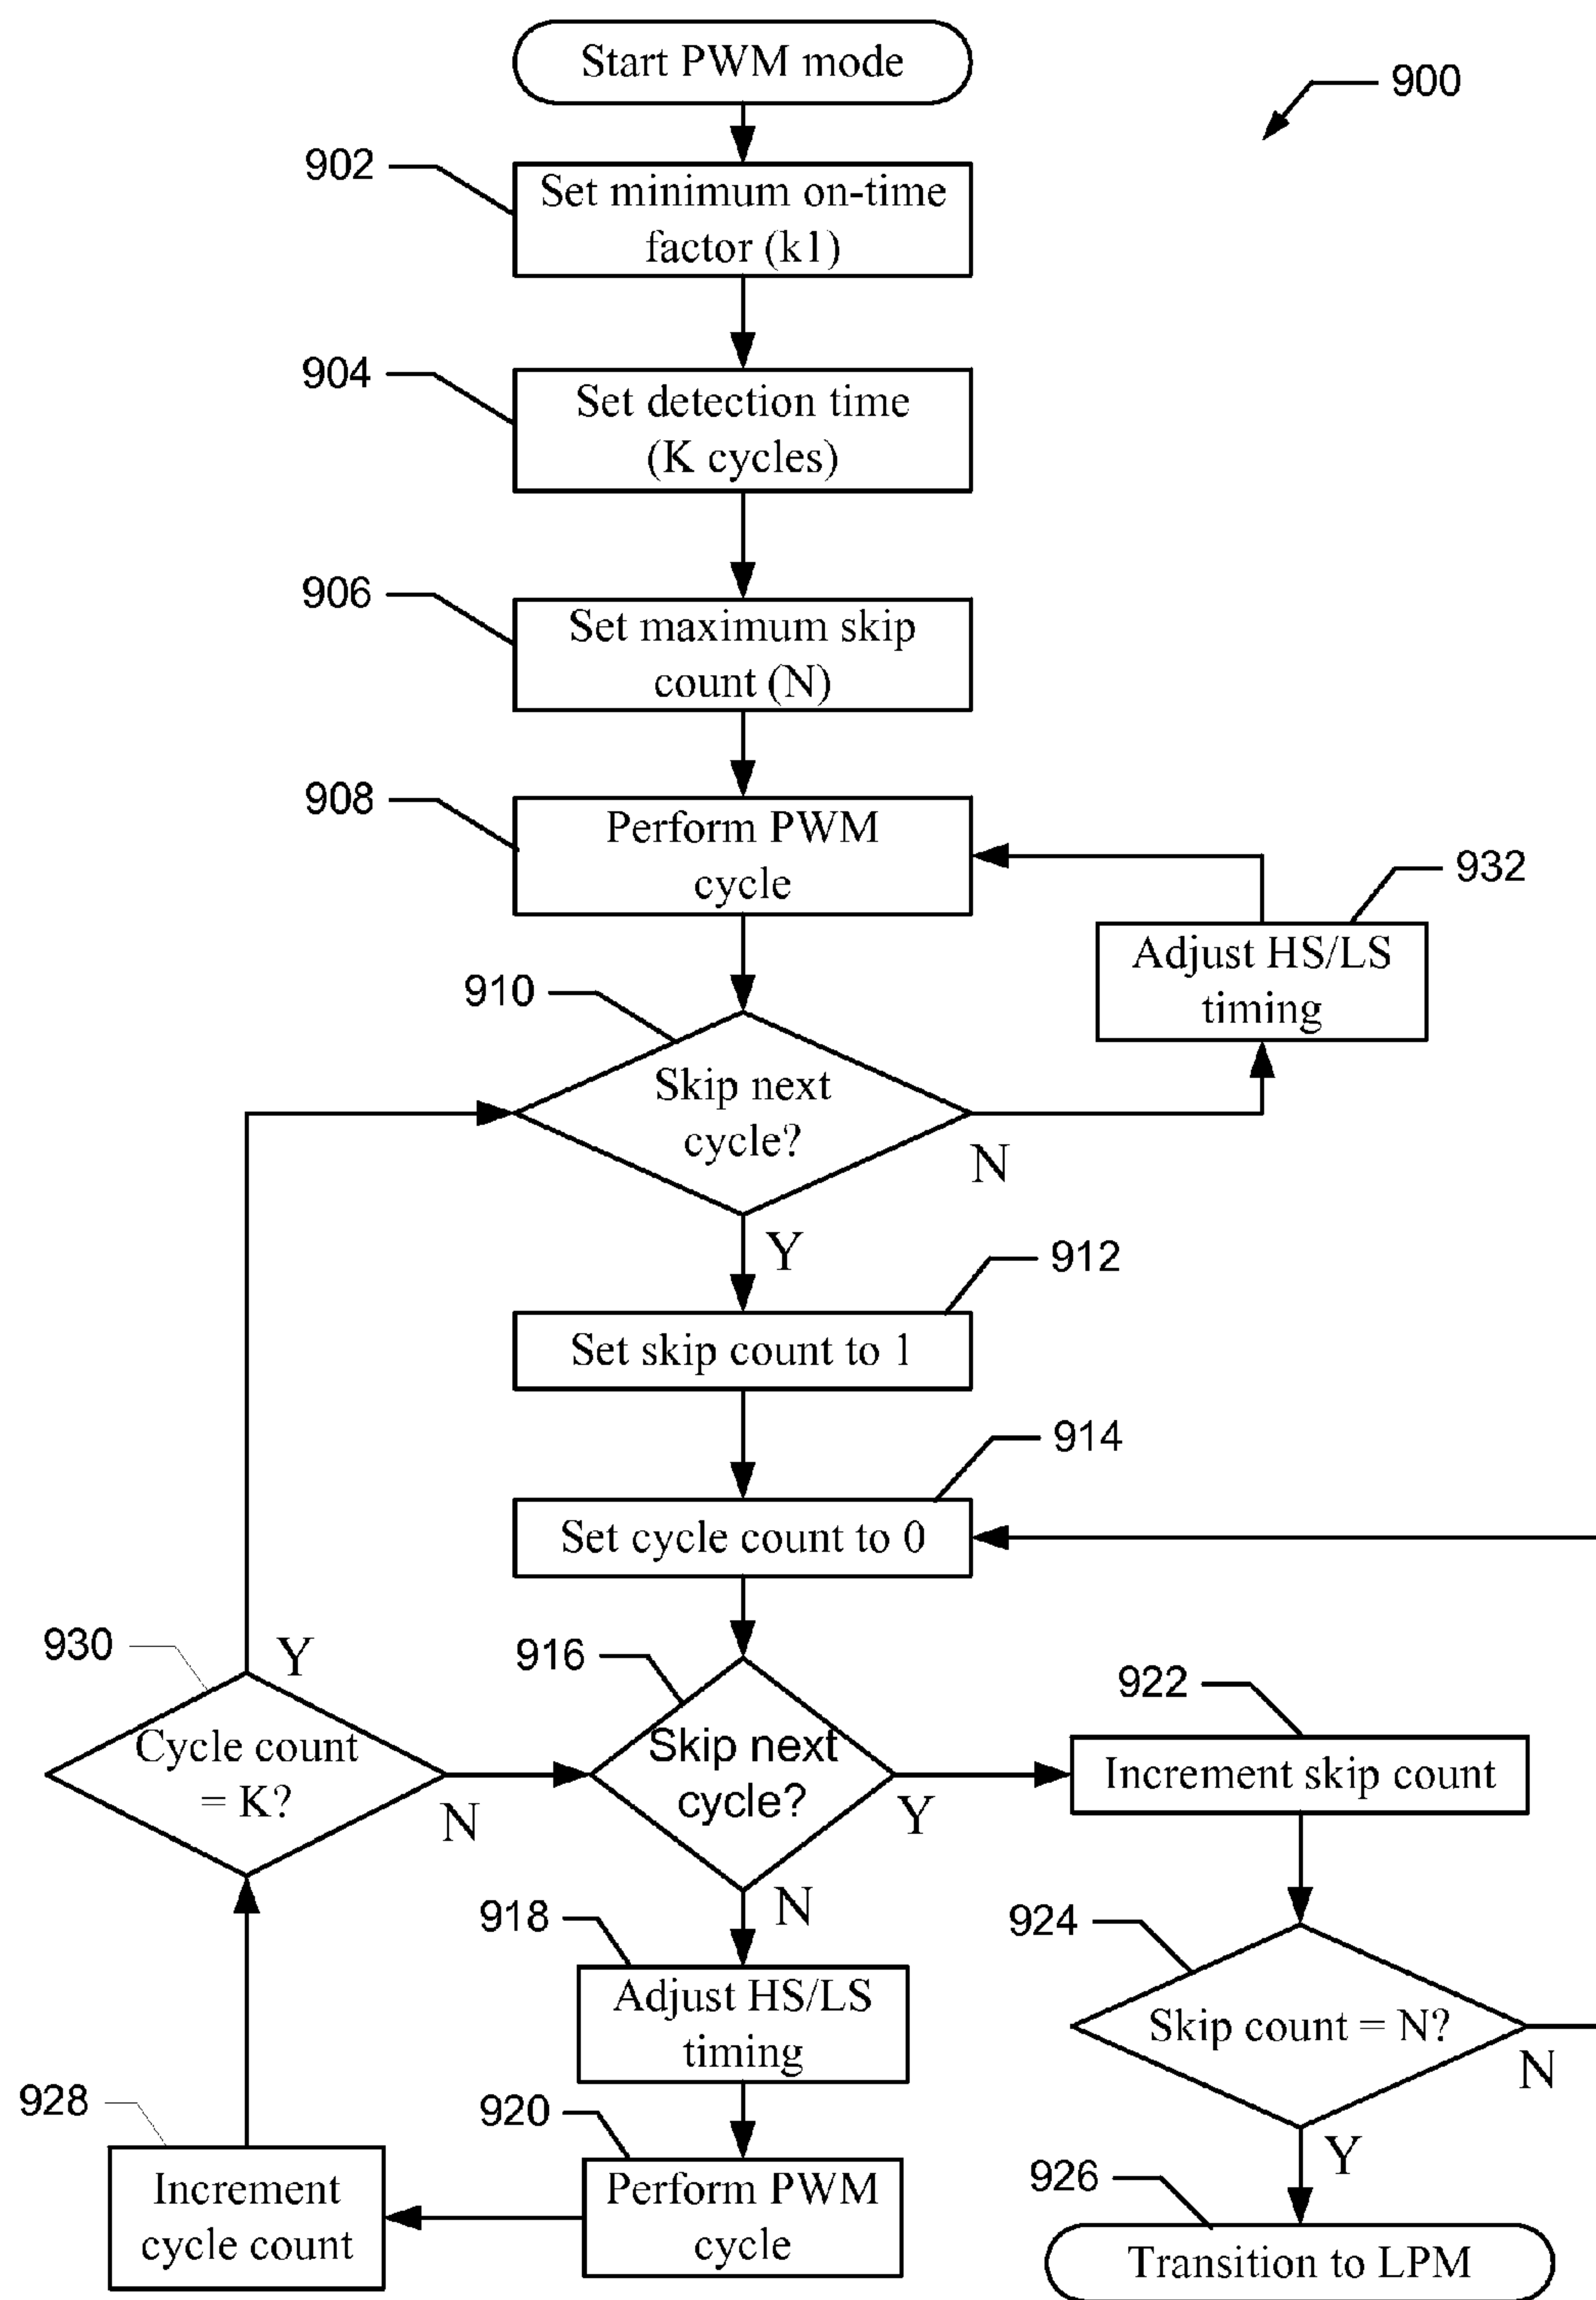 Start PWM mode
900
902
Set minimum on-time
factor (k1)
904
Set detection time
(K cycles)
906
Set maximum skip
count (N)
908
Perform PWM
cycle
932
Adjust HS/LS
timing
910
Skip next
cycle?
N
Y
912
Set skip count to 1
914
Set cycle count to 0
930
Y
Cycle count
= K?
N
916
Skip next
cycle?
Y
N
922
Increment skip count
918
Adjust HS/LS
timing
924
Skip count = N?
N
Y
928
Increment
cycle count
920
Perform PWM
cycle
926
Transition to LPM